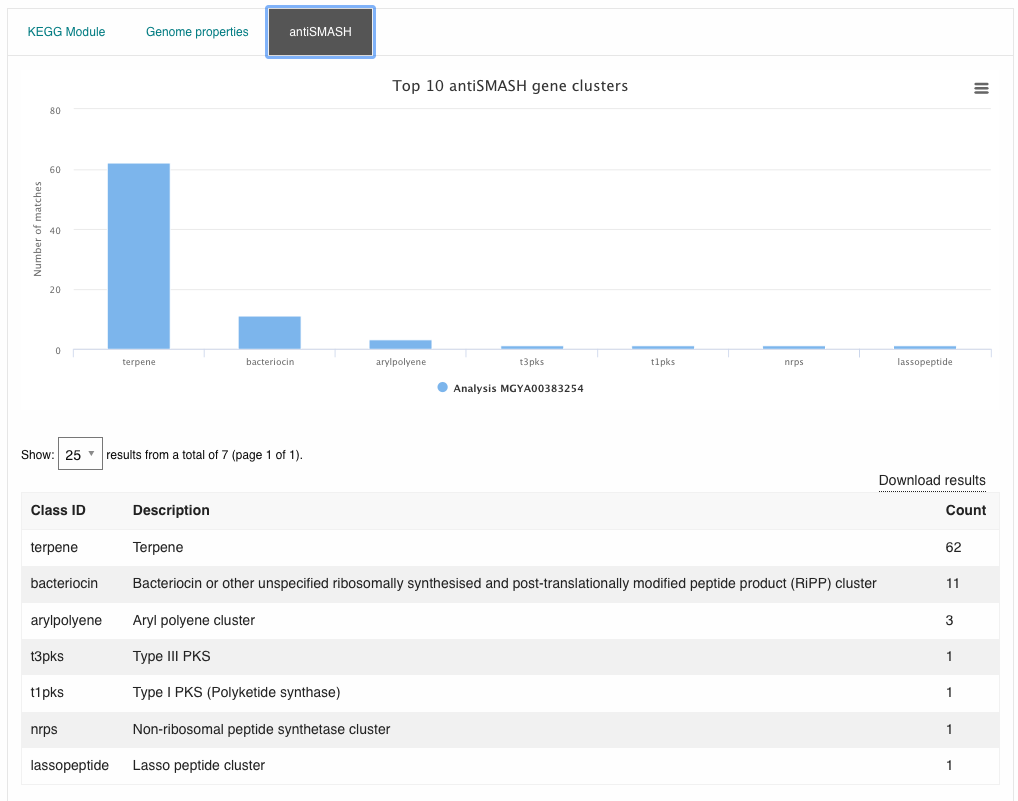 KEGG Module Genome properties antiSMASH
Top 10 antiSMASH gene clusters
80
60
40
20
0
Number of matches
terpene bacteriocin arylpolyene t3pks t1pks nrps lassopeptide
Analysis MGYA00383254
Show: 25 results from a total of 7 (page 1 of 1).
Download results
Class ID Description Count
terpene Terpene 62
bacteriocin Bacteriocin or other unspecified ribosomally synthesised and post-translationally modified peptide product (RiPP) cluster 11
arylpolyene Aryl polyene cluster 3
t3pks Type III PKS 1
t1pks Type I PKS (Polyketide synthase) 1
nrps Non-ribosomal peptide synthetase cluster 1
lassopeptide Lasso peptide cluster 1